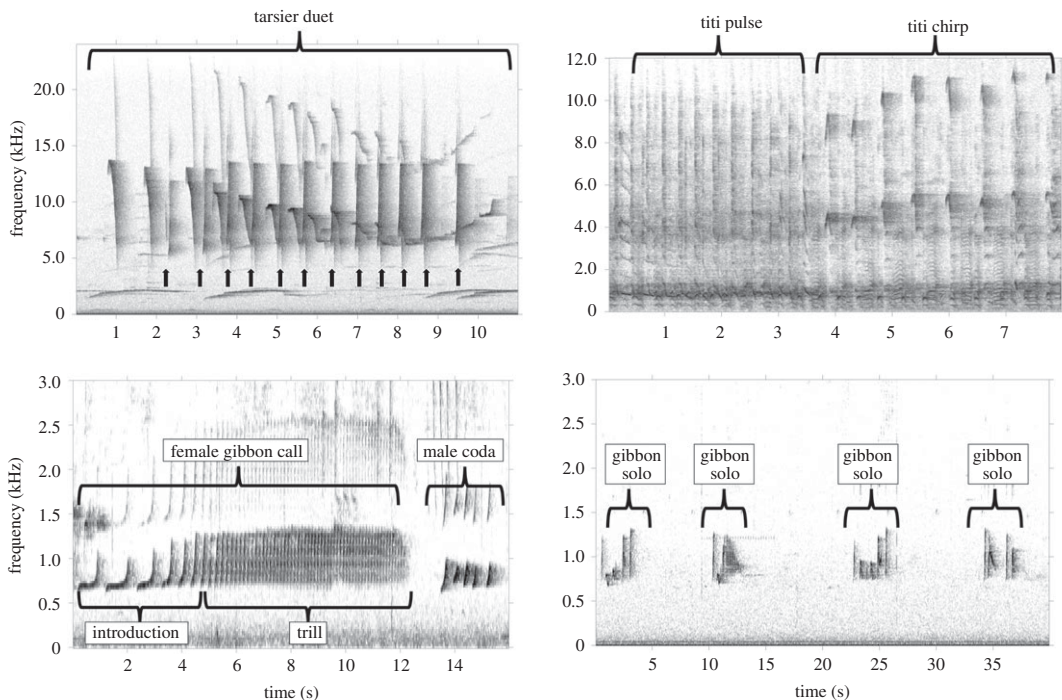 tarsier duet
20.0
15.0
10.0
5.0
0
frequency (kHz)
1 2 3 4 5 6 7 8 9 10
titi pulse titi chirp
12.0
10.0
8.0
6.0
4.0
2.0
0
1 2 3 4 5 6 7
3.0
2.5
2.0
1.5
1.0
0.5
0
frequency (kHz)
female gibbon call male coda
introduction trill
2 4 6 8 10 12 14
time (s)
3.0
2.5
2.0
1.5
1.0
0.5
0
gibbon gibbon gibbon gibbon
solo solo solo solo
5 10 15 20 25 30 35
time (s)